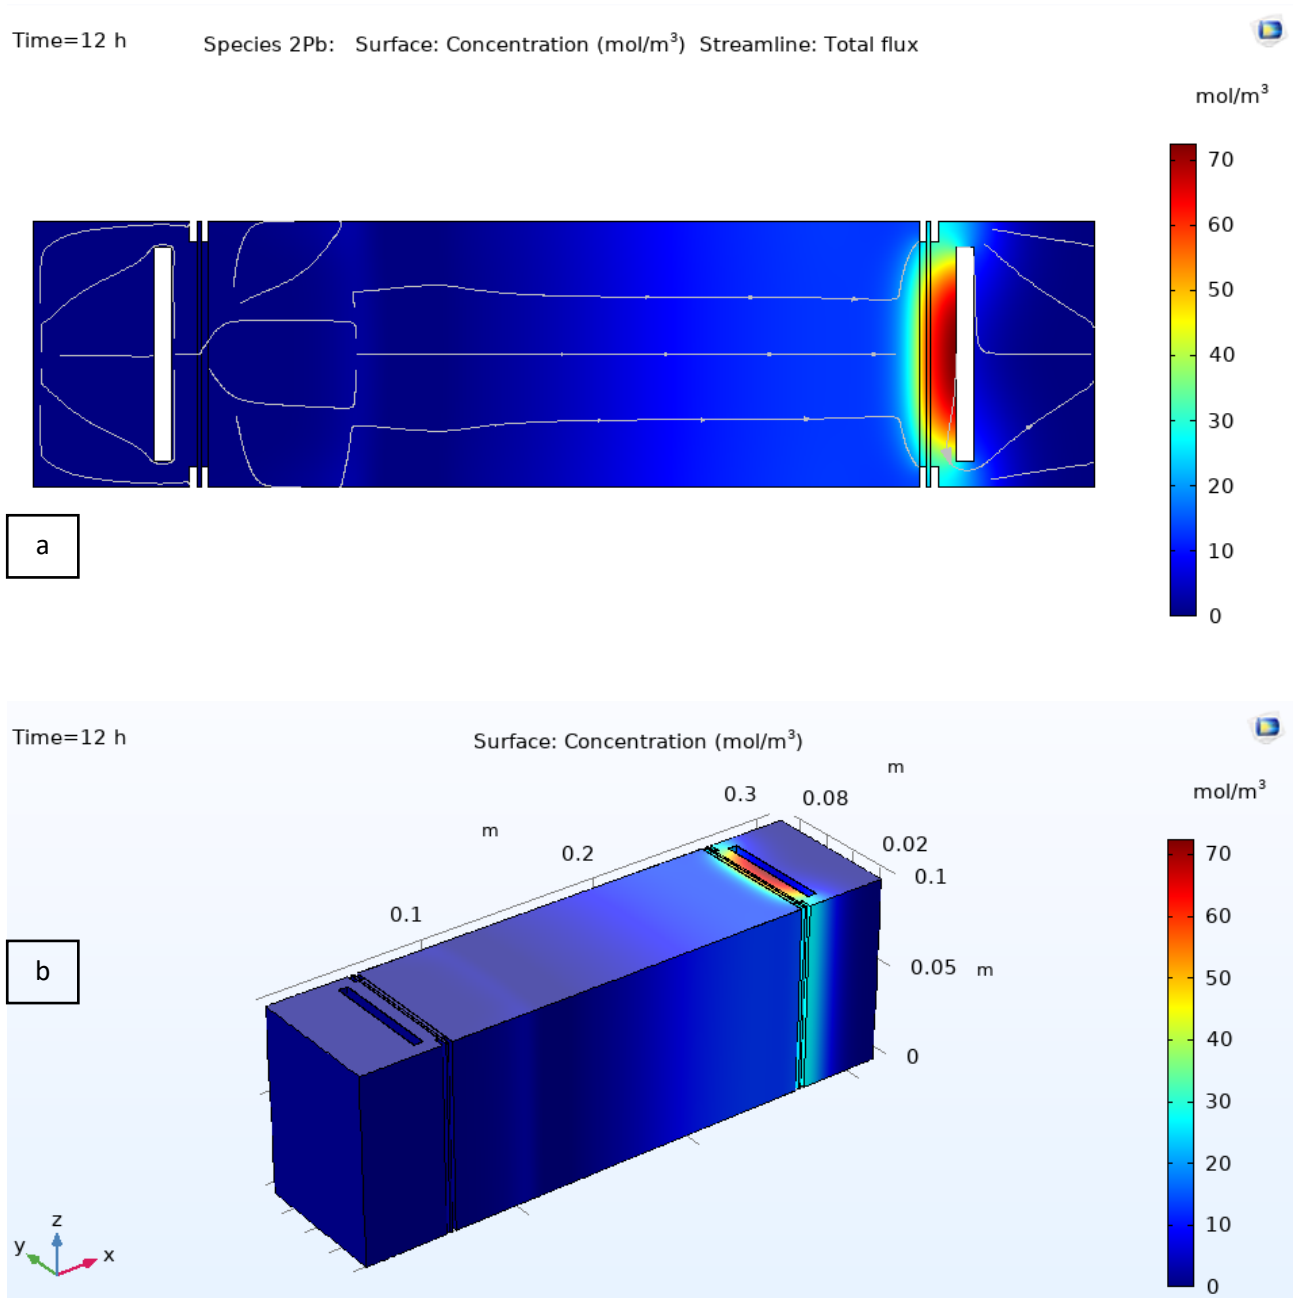 Time=12 h Species 2Pb: Surface: Concentration (mol/m³) Streamline: Total flux
mol/m³
70
60
50
40
30
20
10
0
a
Time=12 h Surface: Concentration (mol/m³)
m
0.3 0.08
mol/m³
m
0.2
0.02
0.1
0.1
0.05 m
0
70
60
50
40
30
20
10
0
b
z
y
x